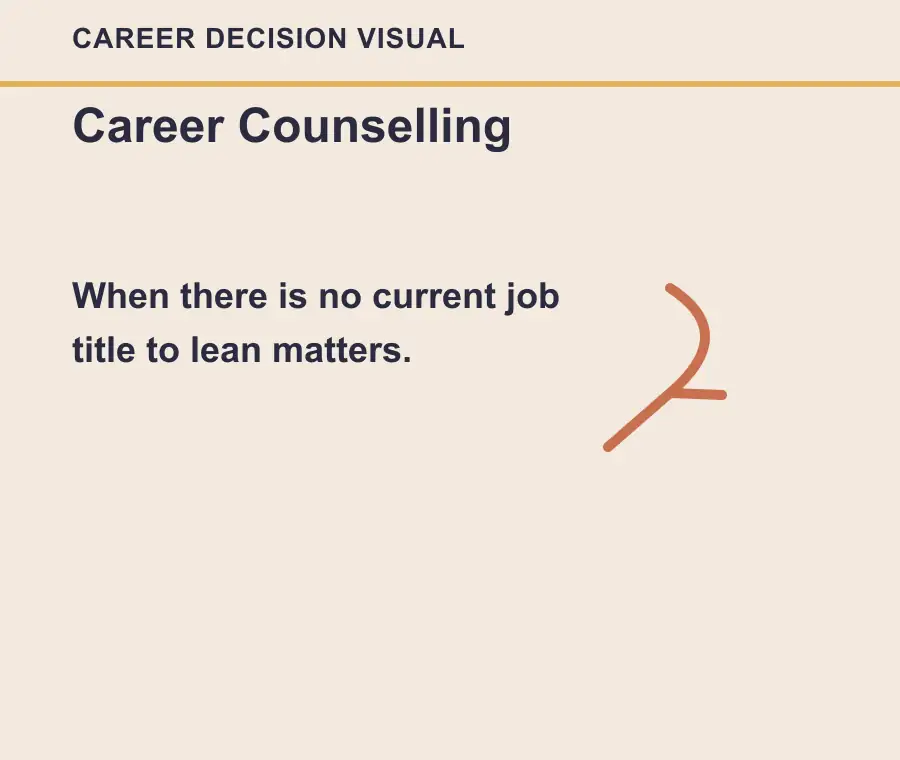 CAREER DECISION VISUAL
Career Counselling
When there is no current job
title to lean matters.